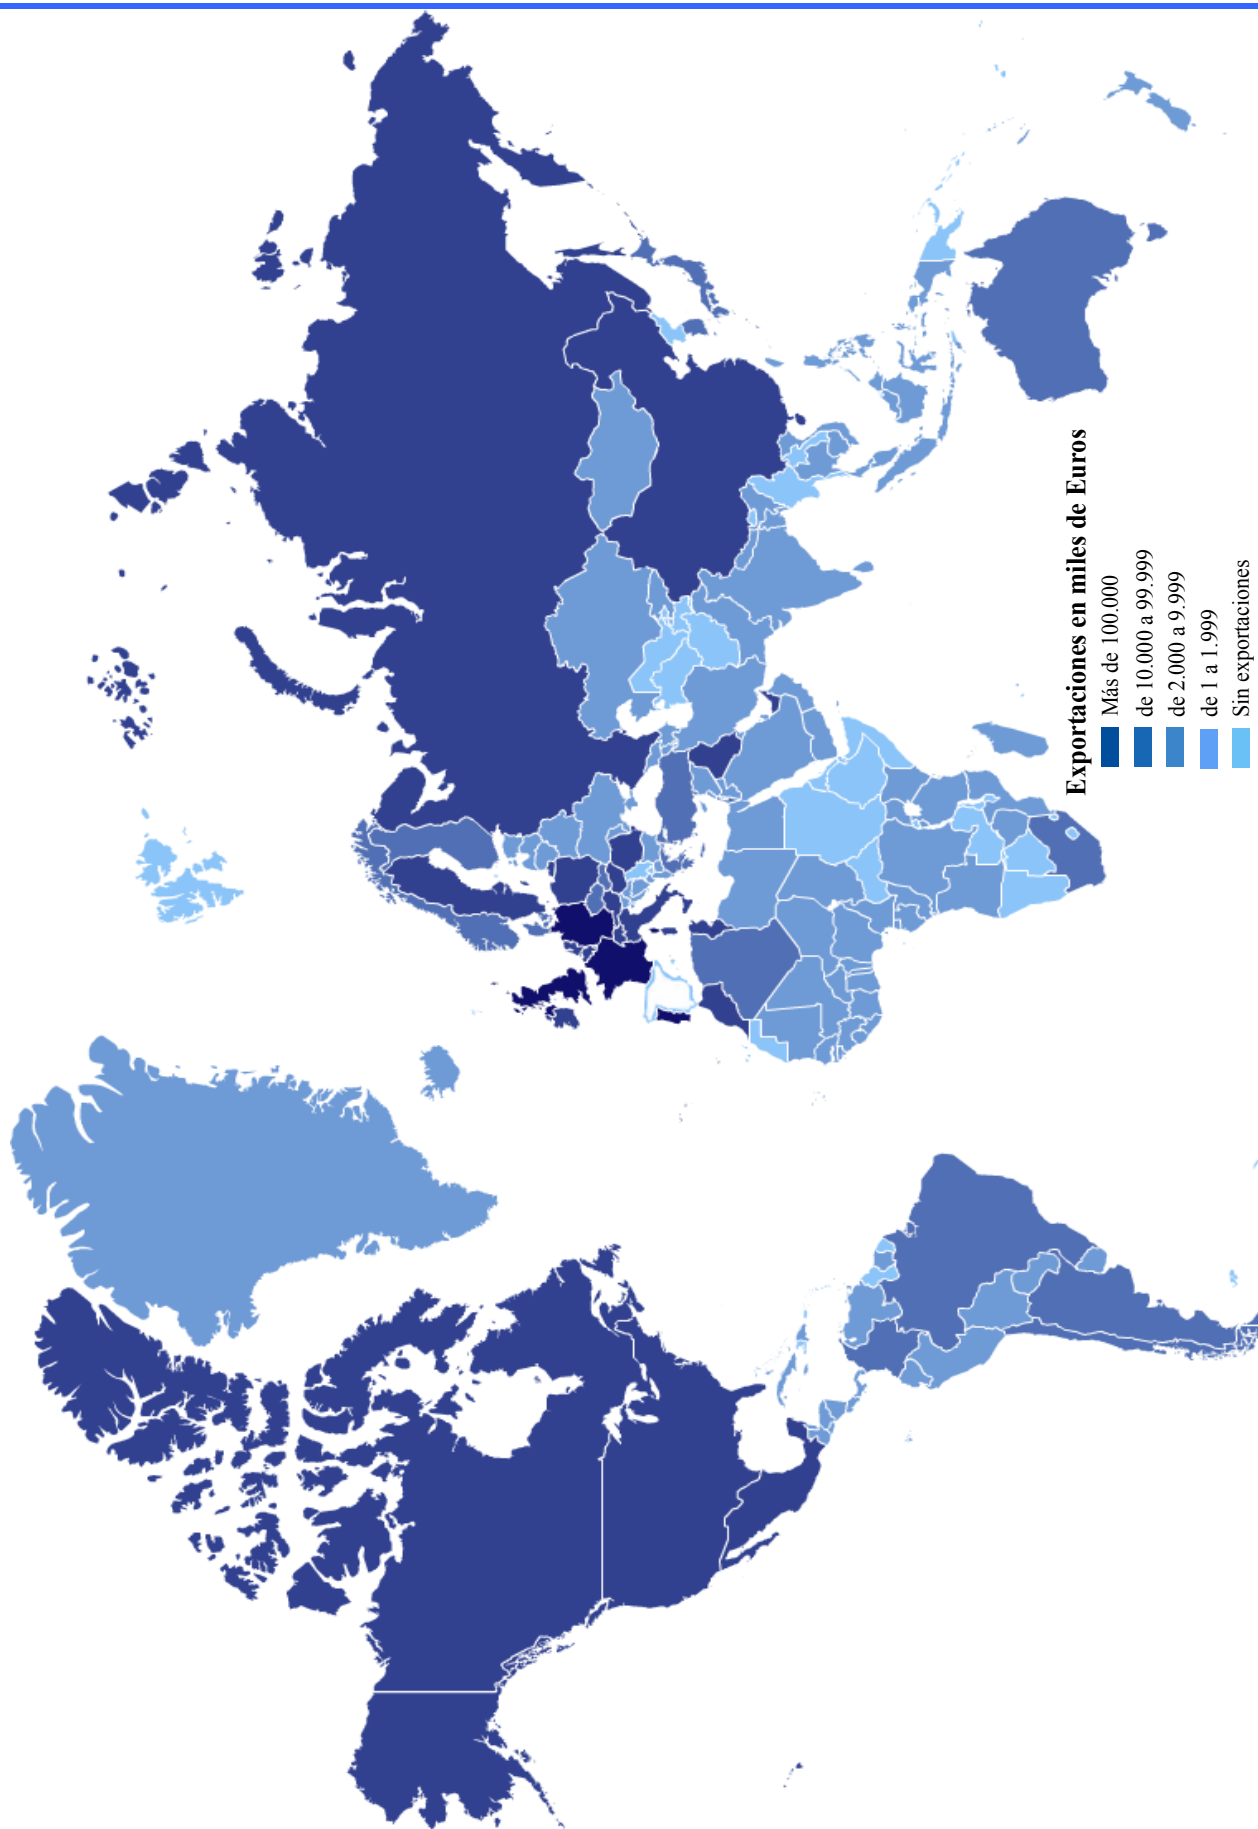 Exportaciones en miles de Euros
Más de 100.000
de 10.000 a 99.999
de 2.000 a 9.999
de 1 a 1.999
Sin exportaciones